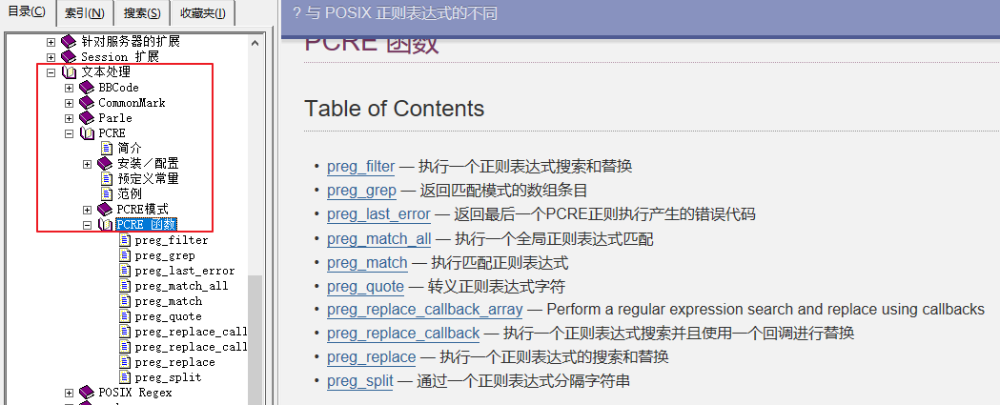 目录(C) 索引(N) 搜索(S) 收藏夹(I)
针对服务器的扩展
Session 扩展
文本处理
BBCode
CommonMark
Parle
PCRE
简介
安装／配置
预定义常量
范例
PCRE模式
PCRE 函数
preg_filter
preg_grep
preg_last_error
preg_match_all
preg_match
preg_quote
preg_replace_call
preg_replace_call
preg_replace
preg_split
POSIX Regex
? 与 POSIX 正则表达式的不同
PCRE 函数
Table of Contents
• preg_filter — 执行一个正则表达式搜索和替换
• preg_grep — 返回匹配模式的数组条目
• preg_last_error — 返回最后一个PCRE正则执行产生的错误代码
• preg_match_all — 执行一个全局正则表达式匹配
• preg_match — 执行匹配正则表达式
• preg_quote — 转义正则表达式字符
• preg_replace_callback_array — Perform a regular expression search and replace using callbacks
• preg_replace_callback — 执行一个正则表达式搜索并且使用一个回调进行替换
• preg_replace — 执行一个正则表达式的搜索和替换
• preg_split — 通过一个正则表达式分隔字符串